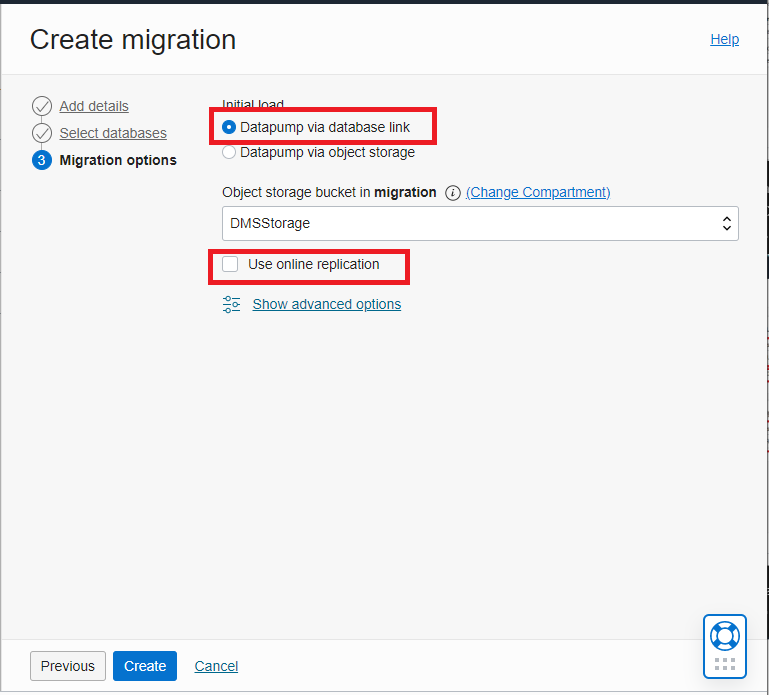 Create migration
Help
Add details
Select databases
3 Migration options
Initial load
Datapump via database link
Datapump via object storage
Object storage bucket in migration i (Change Compartment)
DMSStorage
Use online replication
Show advanced options
Previous
Create
Cancel